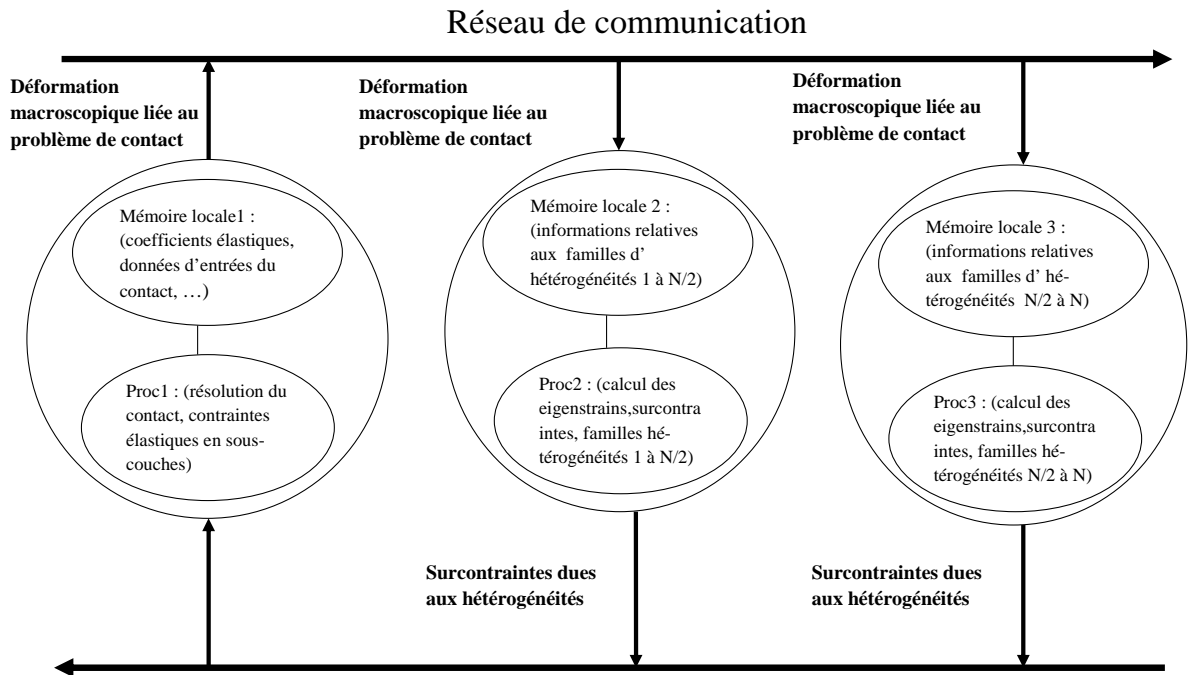 Réseau de communication
Déformation
macroscopique liée au
problème de contact
Déformation
macroscopique liée au
problème de contact
Déformation
macroscopique liée au
problème de contact
Mémoire locale1 :
(coefficients élastiques,
données d’entrées du
contact, …)
Proc1 : (résolution du
contact, contraintes
élastiques en sous-
couches)
Mémoire locale 2 :
(informations relatives
aux familles d’
hétérogénéités 1 à N/2)
Proc2 : (calcul des
eigenstrains,surcontra
intes, familles hé-
térogénéités 1 à N/2)
Mémoire locale 3 :
(informations relatives
aux familles d’ hé-
térogénéités N/2 à N)
Proc3 : (calcul des
eigenstrains,surcontra
intes, familles hé-
térogénéités N/2 à N)
Surcontraintes dues
aux hétérogénéités
Surcontraintes dues
aux hétérogénéités